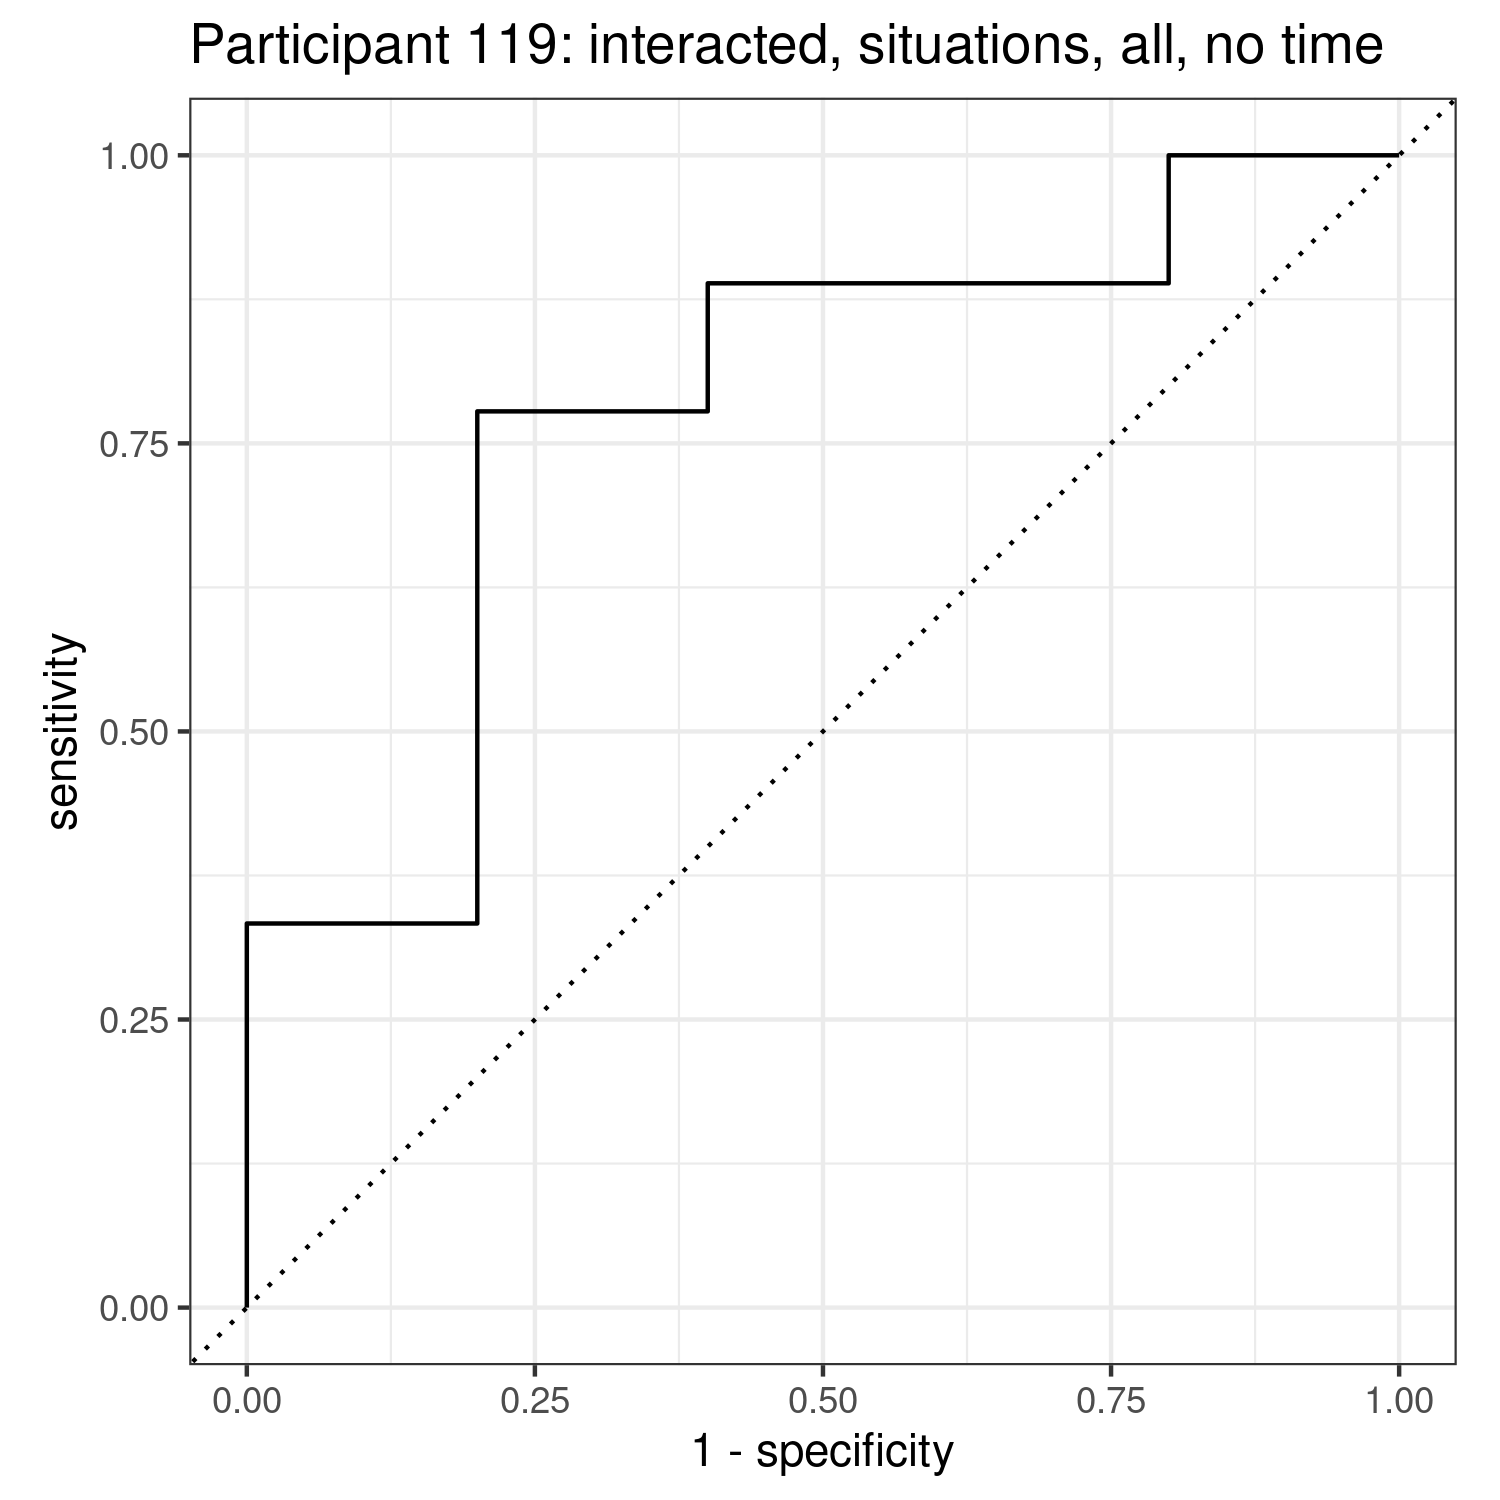 Participant 119: interacted, situations, all, no time
1.00
0.75
0.50
0.25
0.00
sensitivity
0.00 0.25 0.50 0.75 1.00
1 - specificity